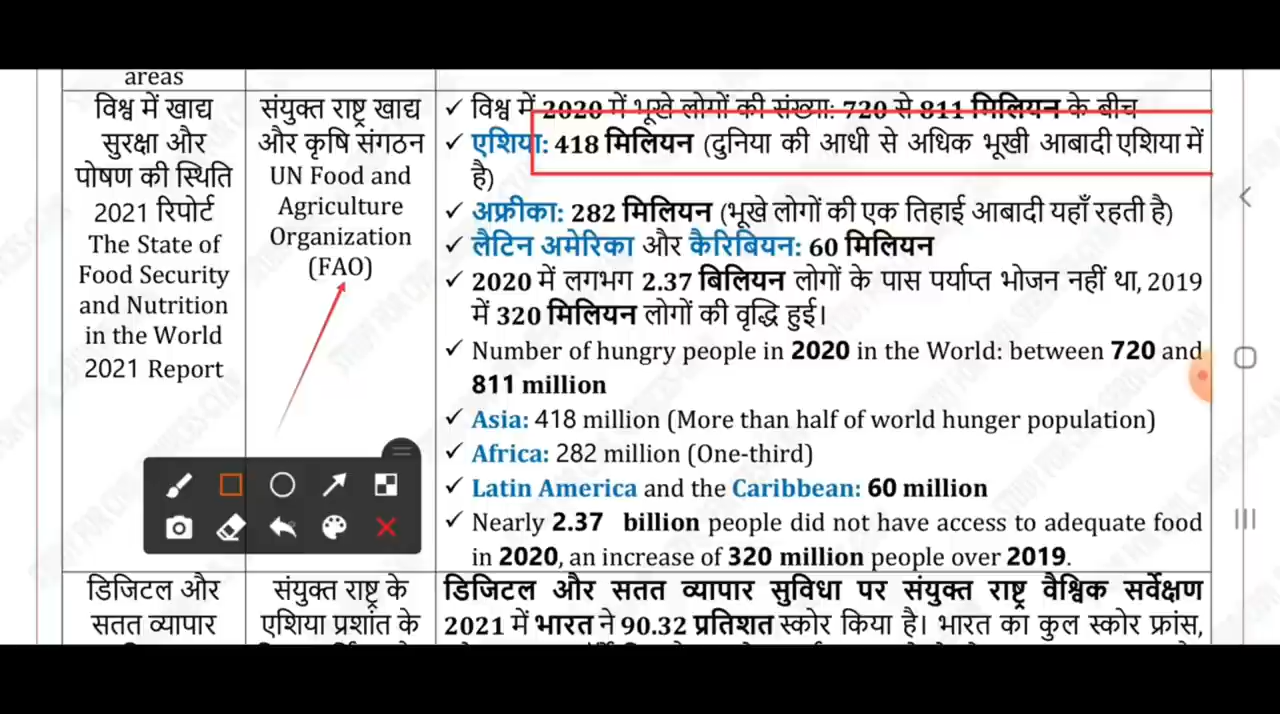 areas
विश्व में खाद्य
सुरक्षा और
पोषण की स्थिति
2021 रिपोर्ट
The State of
Food Security
and Nutrition
in the World
2021 Report
संयुक्त राष्ट्र खाद्य
और कृषि संगठन
UN Food and
Agriculture
Organization
(FAO)
✓ विश्व में 2020 में भूखे लोगों की संख्या: 720 से 811 मिलियन के बीच
✓ एशिया: 418 मिलियन (दुनिया की आधी से अधिक भूखी आबादी एशिया में
है)
✓ अफ्रीका: 282 मिलियन (भूखे लोगों की एक तिहाई आबादी यहाँ रहती है)
✓ लैटिन अमेरिका और कैरिबियन: 60 मिलियन
✓ 2020 में लगभग 2.37 बिलियन लोगों के पास पर्याप्त भोजन नहीं था, 2019
में 320 मिलियन लोगों की वृद्धि हुई।
✓ Number of hungry people in 2020 in the World: between 720 and
811 million
✓ Asia: 418 million (More than half of world hunger population)
✓ Africa: 282 million (One-third)
✓ Latin America and the Caribbean: 60 million
✓ Nearly 2.37 billion people did not have access to adequate food
in 2020, an increase of 320 million people over 2019.
डिजिटल और
सतत व्यापार
संयुक्त राष्ट्र के
एशिया प्रशांत के
डिजिटल और सतत व्यापार सुविधा पर संयुक्त राष्ट्र वैश्विक सर्वेक्षण
2021 में भारत ने 90.32 प्रतिशत स्कोर किया है। भारत का कुल स्कोर फ्रांस,